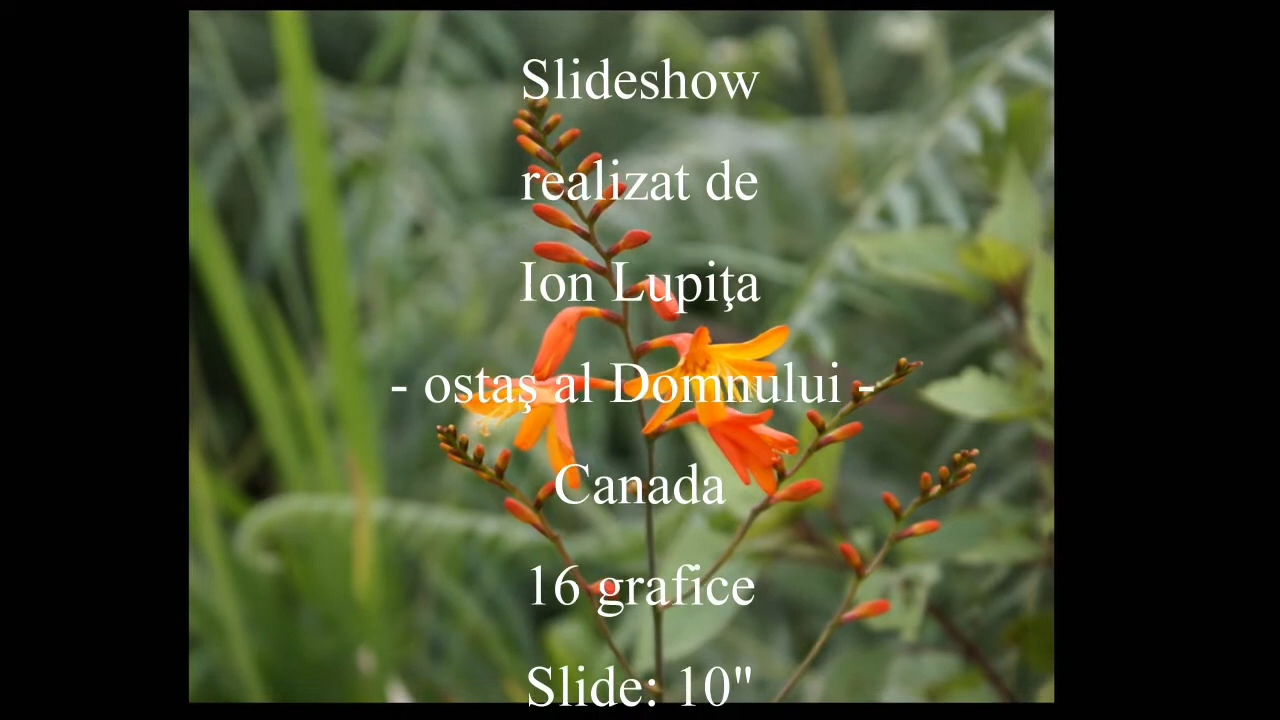 Slideshow
realizat de
Ion Lupiţa
- ostaş al Domnului -
Canada
16 grafice
Slide: 10"